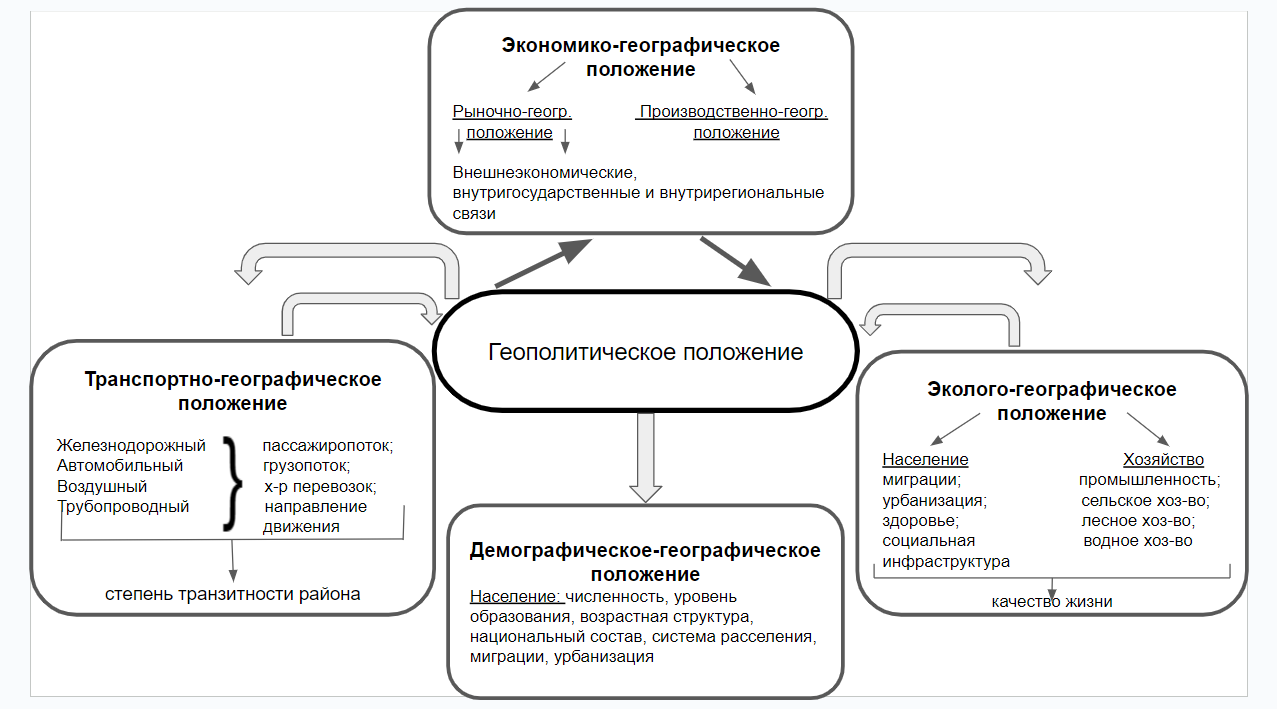 Экономико-географическое
положение
Рыночно-геогр.
положение
Производственно-геогр.
положение
Внешнеэкономические,
внутригосударственные и внутрирегиональные
связи
Геополитическое положение
Транспортно-географическое
положение
Железнодорожный
Автомобильный
Воздушный
Трубопроводный
}
пассажиропоток;
грузопоток;
х-р перевозок;
направление
движения
степень транзитности района
Демографическое-географическое
положение
Население: численность, уровень
образования, возрастная структура,
национальный состав, система расселения,
миграции, урбанизация
Эколого-географическое
положение
Население
миграции;
урбанизация;
здоровье;
социальная
инфраструктура
Хозяйство
промышленность;
сельское хоз-во;
лесное хоз-во;
водное хоз-во
качество жизни